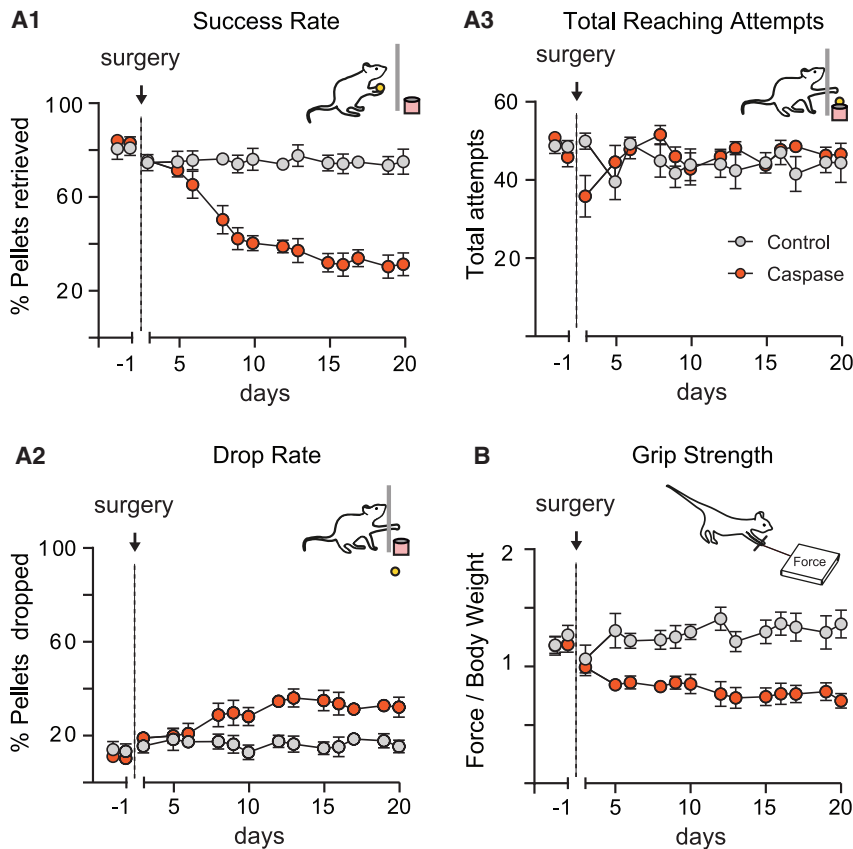 A1 Success Rate
surgery
% Pellets retrieved
100
60
20
-1 5 10 15 20
days
A3 Total Reaching Attempts
surgery
Total attempts
60
40
20
Control
Caspase
-1 5 10 15 20
days
A2 Drop Rate
surgery
% Pellets dropped
100
60
20
-1 5 10 15 20
days
B Grip Strength
surgery
Force
Force / Body Weight
2
1
0
-1 5 10 15 20
days